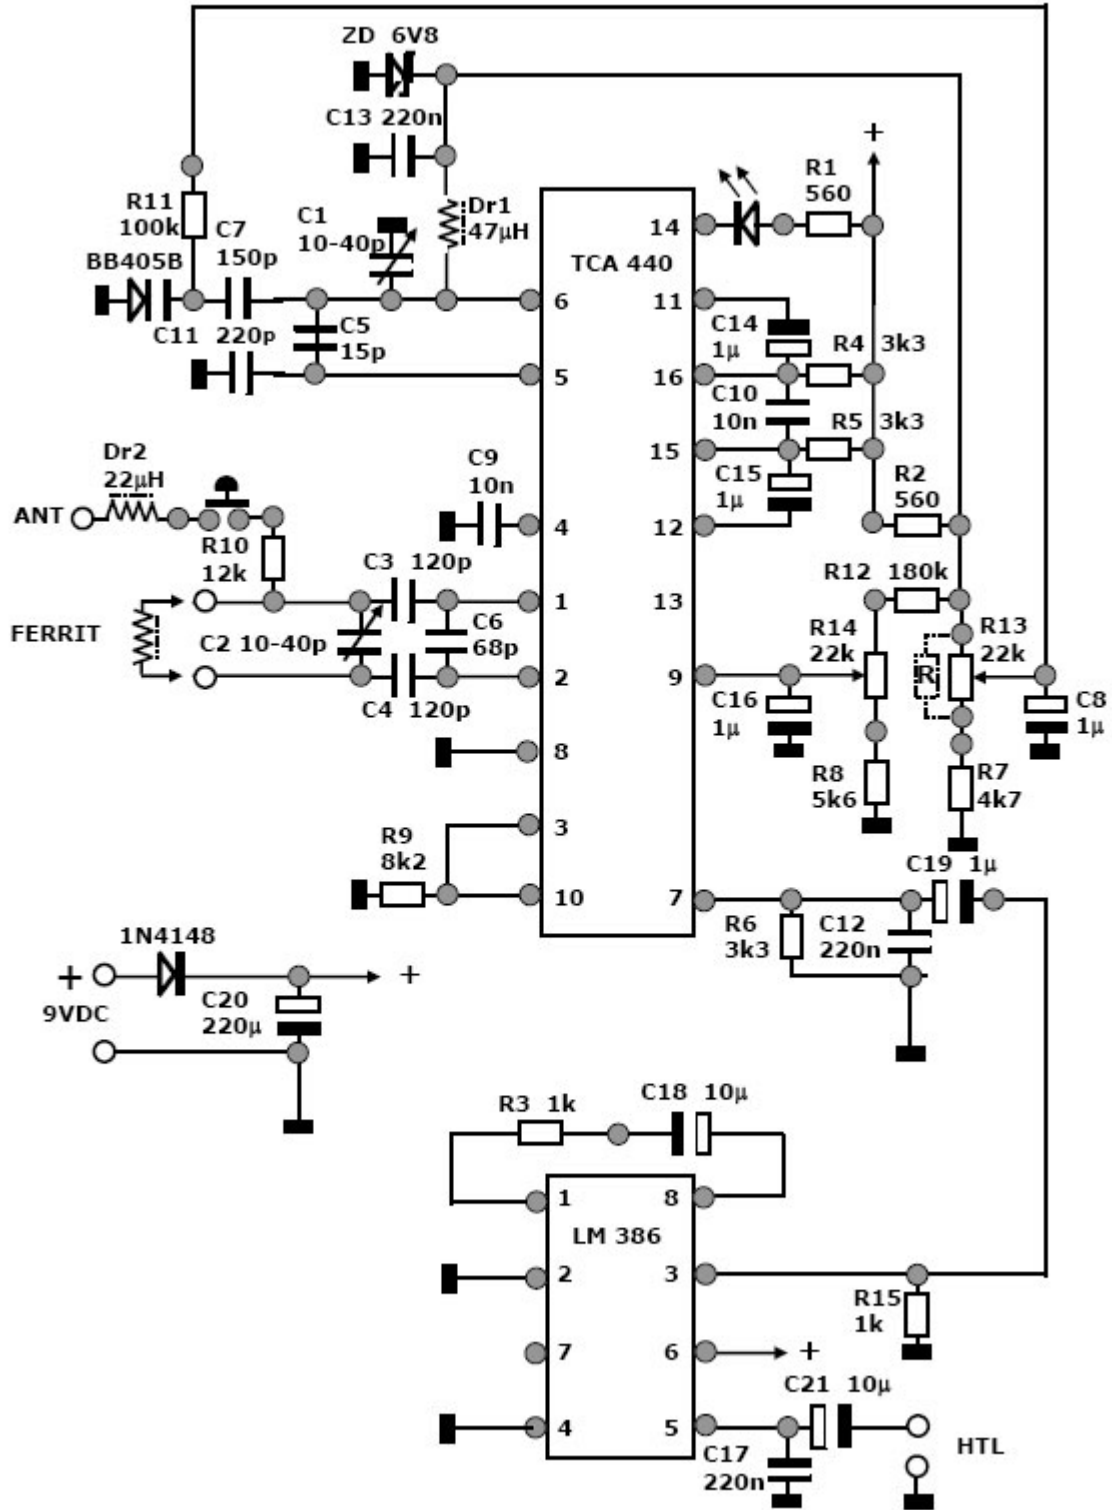 ZD 6V8
C13 220n
R11
100k
C7
150p
C1
10-40p
Dr1
47µH
R1
560
+
14
TCA 440
BB405B
C11 220p
6
11
C5
15p
C14
1µ
R4 3k3
5
16
C10
10n
R5 3k3
15
Dr2
22µH
C9
10n
C15
1µ
R2
560
ANT
4
12
R10
12k
C3 120p
R12 180k
1
13
FERRIT
C2 10-40p
C6
68p
R14
22k
R
R13
22k
2
9
C4 120p
C16
1µ
C8
1µ
8
R8
5k6
R7
4k7
3
R9
8k2
C19 1µ
10
7
R6
3k3
C12
220n
1N4148
+
+
9VDC
C20
220µ
R3 1k
C18 10µ
1
8
LM 386
2
3
R15
1k
7
6
+
C21 10µ
4
5
C17
220n
HTL